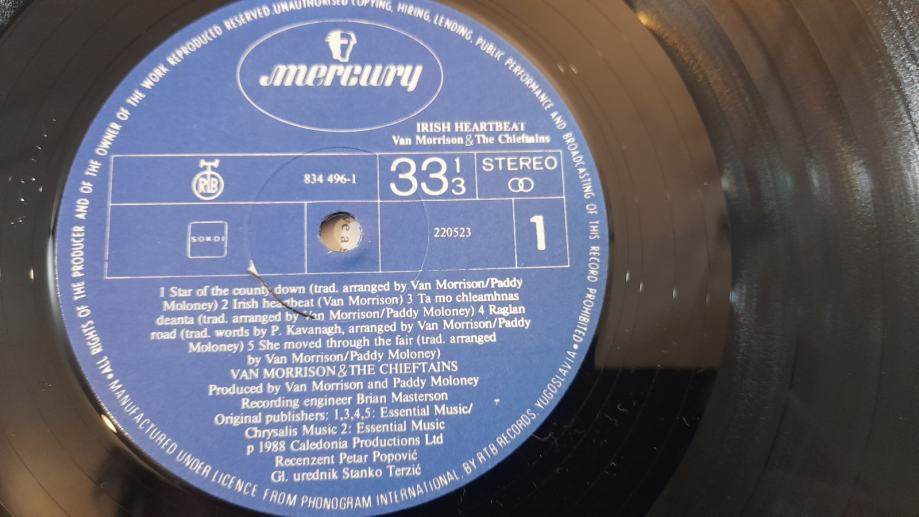 mercury
IRISH HEARTBEAT
Van Morrison & The Chieftains
RTB
834 496-1
33 1/3
STEREO
SOKOJ
220523
1
1 Star of the county down (trad. arranged by Van Morrison/Paddy
Moloney) 2 Irish heartbeat (Van Morrison) 3 Ta mo chleamhnas
deanta (trad. arranged by Van Morrison/Paddy Moloney) 4 Raglan
road (trad. words by P. Kavanagh, arranged by Van Morrison/Paddy
Moloney) 5 She moved through the fair (trad. arranged
by Van Morrison/Paddy Moloney)
VAN MORRISON & THE CHIEFTAINS
Produced by Van Morrison and Paddy Moloney
Recording engineer Brian Masterson
Original publishers: 1,3,4,5: Essential Music/
Chrysalis Music 2: Essential Music
p 1988 Caledonia Productions Ltd
Recenzent Petar Popović
Gl. urednik Stanko Terzić
• ALL RIGHTS OF THE PRODUCER AND OF THE OWNER OF THE WORK REPRODUCED RESERVED. UNAUTHORISED COPYING, HIRING, LENDING, PUBLIC PERFORMANCE AND BROADCASTING OF THIS RECORD PROHIBITED •
MANUFACTURED UNDER LICENCE FROM PHONOGRAM INTERNATIONAL BY RTB RECORDS, YUGOSLAVIA •